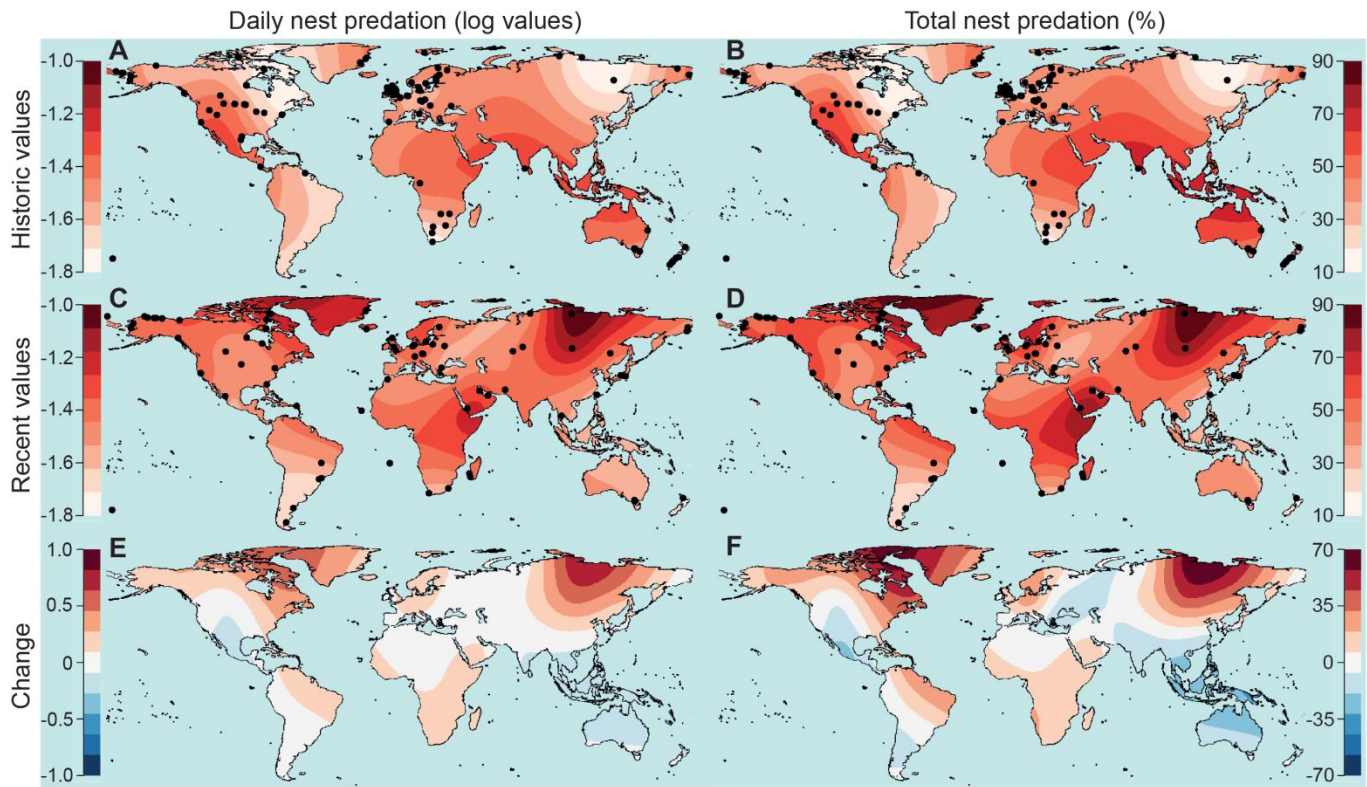 Daily nest predation (log values)
Total nest predation (%)
Historic values
A
B
-1.0
-1.2
-1.4
-1.6
-1.8
90
70
50
30
10
Recent values
C
D
-1.0
-1.2
-1.4
-1.6
-1.8
90
70
50
30
10
Change
E
F
1.0
0.5
0
-0.5
-1.0
70
35
0
-35
-70